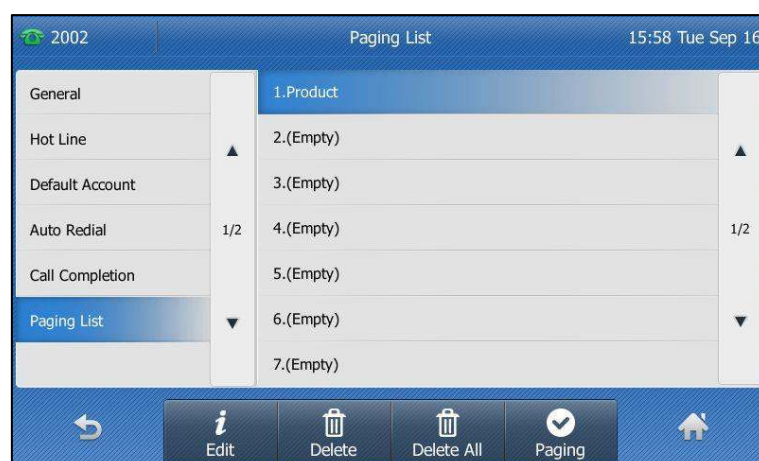 2002 Paging List 15:58 Tue Sep 16
General
Hot Line
Default Account
Auto Redial
Call Completion
Paging List
1/2
1.Product
2.(Empty)
3.(Empty)
4.(Empty)
5.(Empty)
6.(Empty)
7.(Empty)
1/2
Edit Delete Delete All Paging